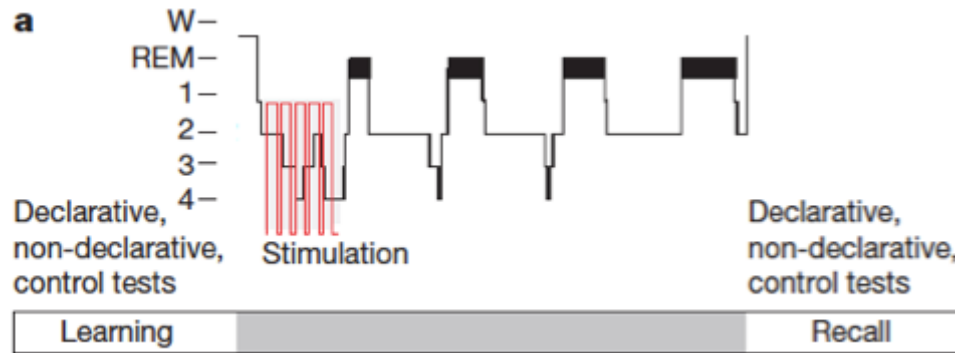 a
W
REM
1
2
3
4
Declarative,
non-declarative,
control tests
Stimulation
Declarative,
non-declarative,
control tests
Learning
Recall